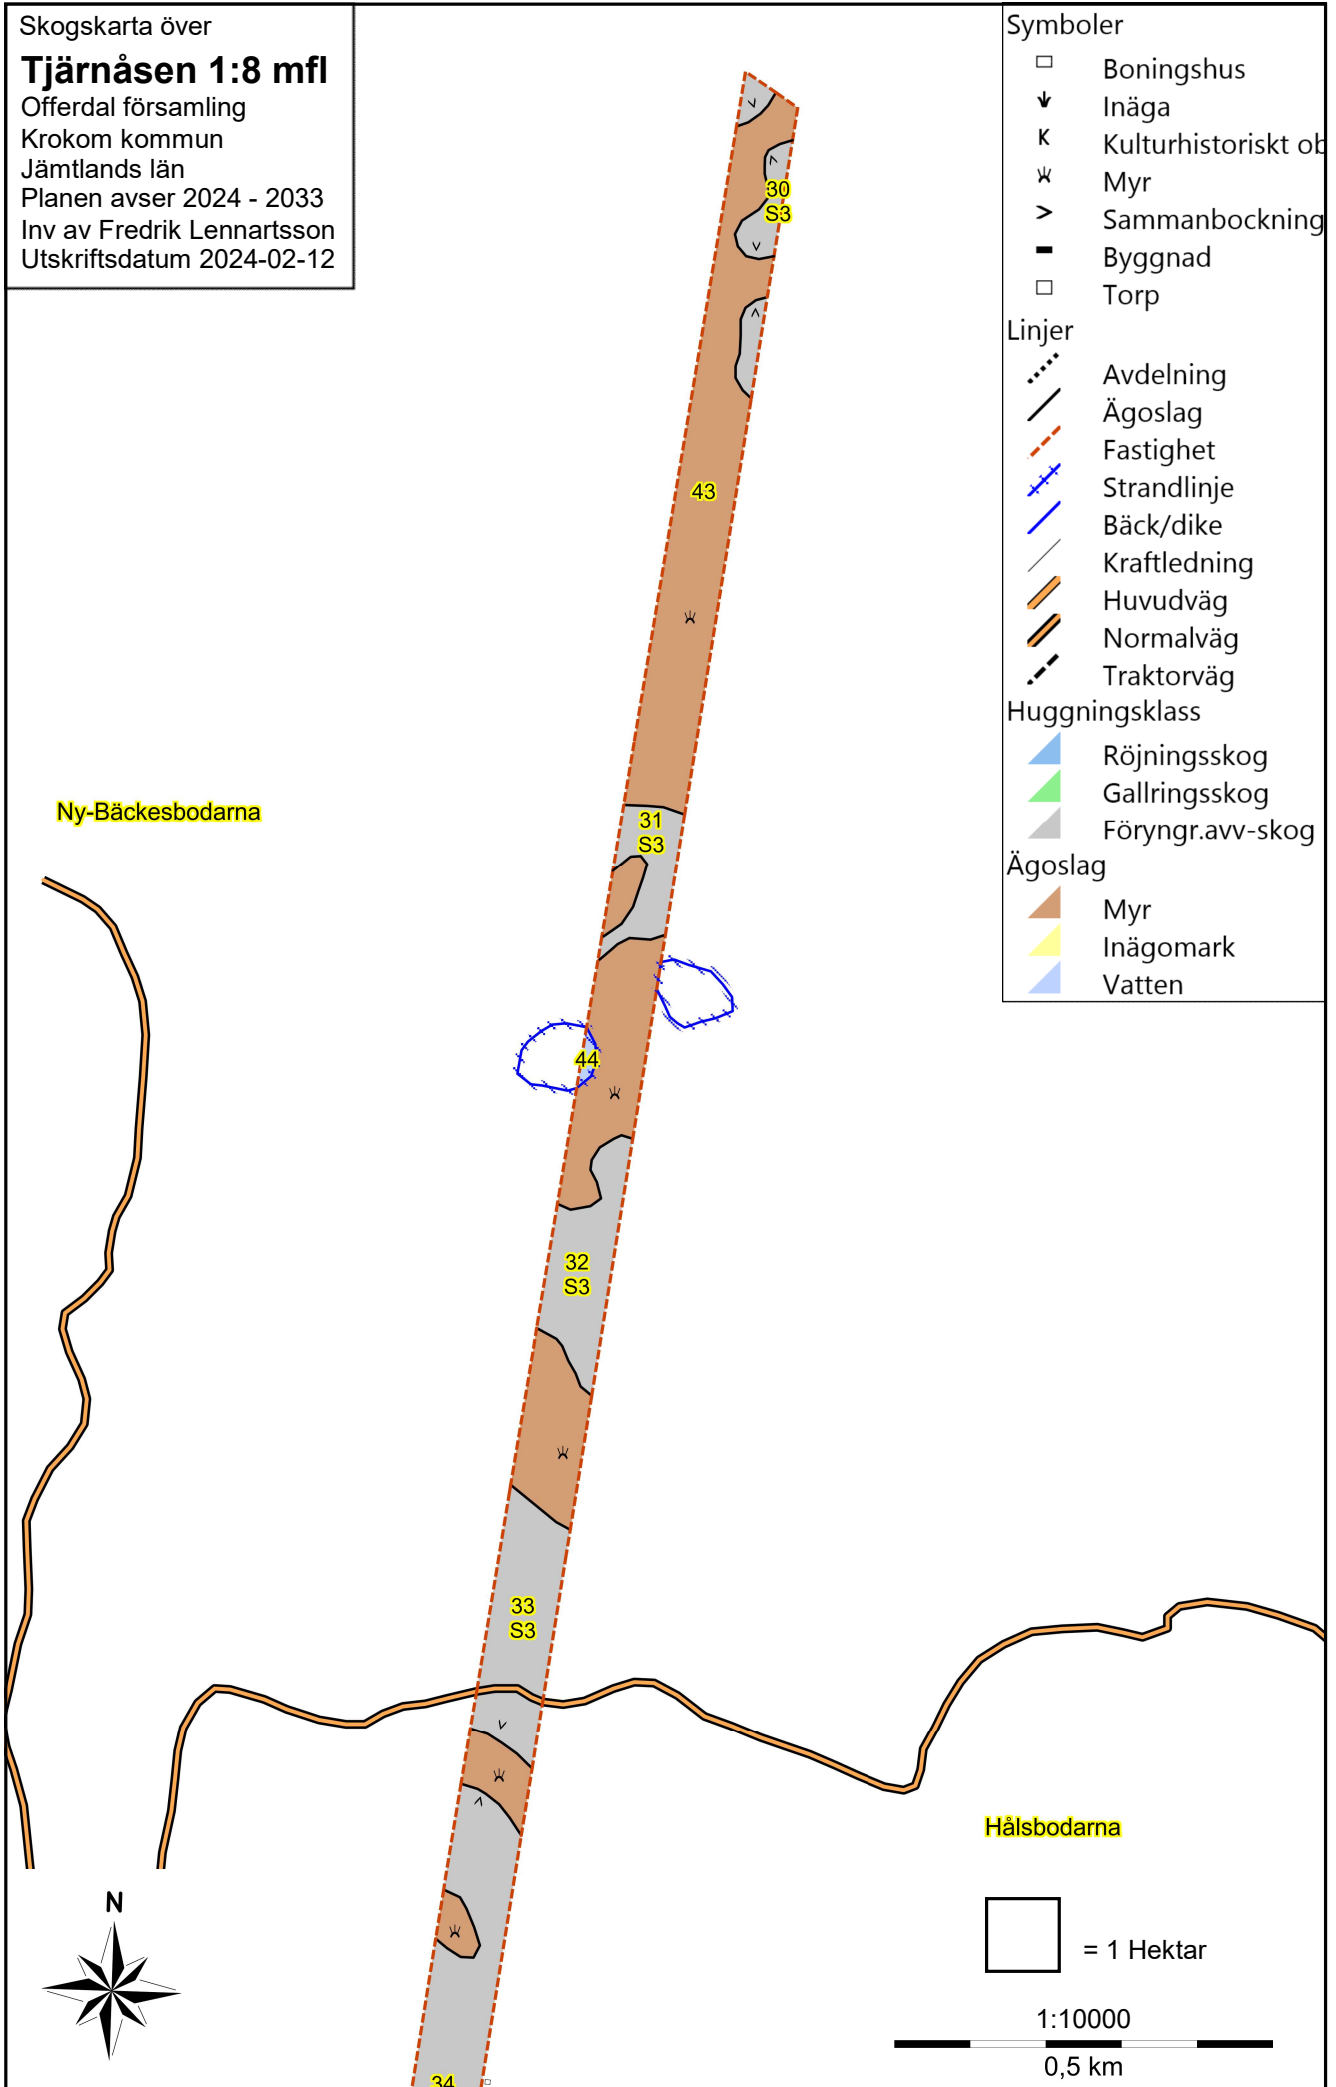 Skogskarta över
Tjärnåsen 1:8 mfl
Offerdal församling
Krokom kommun
Jämtlands län
Planen avser 2024 - 2033
Inv av Fredrik Lennartsson
Utskriftsdatum 2024-02-12
Symboler
Boningshus
Inäga
Kulturhistoriskt ob
Myr
Sammanbockning
Byggnad
Torp
Linjer
Avdelning
Ägoslag
Fastighet
Strandlinje
Bäck/dike
Kraftledning
Huvudväg
Normalväg
Traktorväg
Huggningsklass
Röjningsskog
Gallringsskog
Föryngr.avv-skog
Ägoslag
Myr
Inägomark
Vatten
30
S3
43
Ny-Bäckesbodarna
31
S3
44
32
S3
33
S3
Hålsbodarna
N
= 1 Hektar
1:10000
0,5 km
34